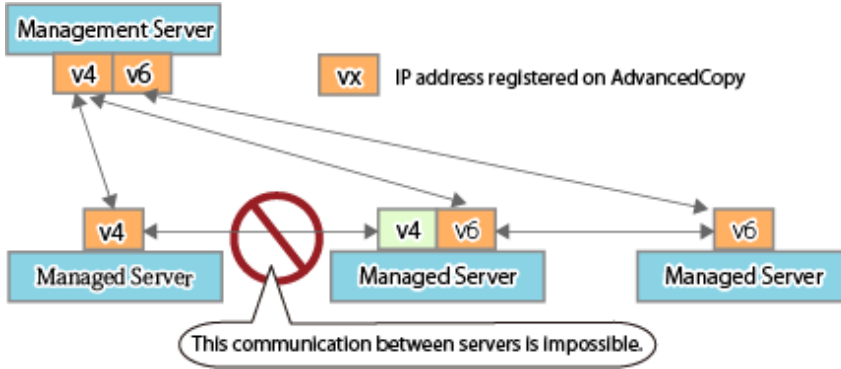 Management Server
v4 v6
vx IP address registered on AdvancedCopy
v4 v4 v6 v6
Managed Server Managed Server Managed Server
This communication between servers is impossible.